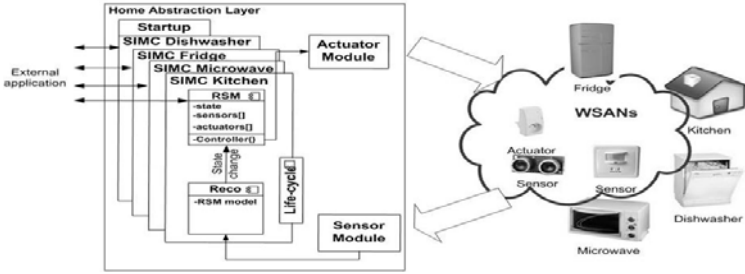 Home Abstraction Layer
Startup
SIMC Dishwasher
SIMC Fridge
SIMC Microwave
SIMC Kitchen
RSM
-state
-sensors[]
-actuators[]
-Controller()
State
change
Reco
-RSM model
Life-cycle
Actuator
Module
Sensor
Module
External
application
Fridge
WSANs
Kitchen
Actuator
Sensor
Sensor
Dishwasher
Microwave